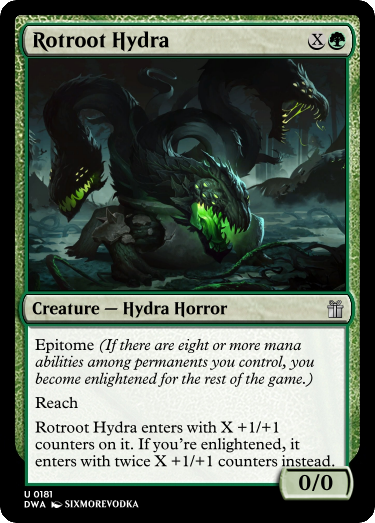 Rotroot Hydra X
Creature — Hydra Horror
Epitome (If there are eight or more mana
abilities among permanents you control, you
become enlightened for the rest of the game.)
Reach
Rotroot Hydra enters with X +1/+1
counters on it. If you're enlightened, it
enters with twice X +1/+1 counters instead.
0/0
U 0181
DWA SIXMOREVODKA